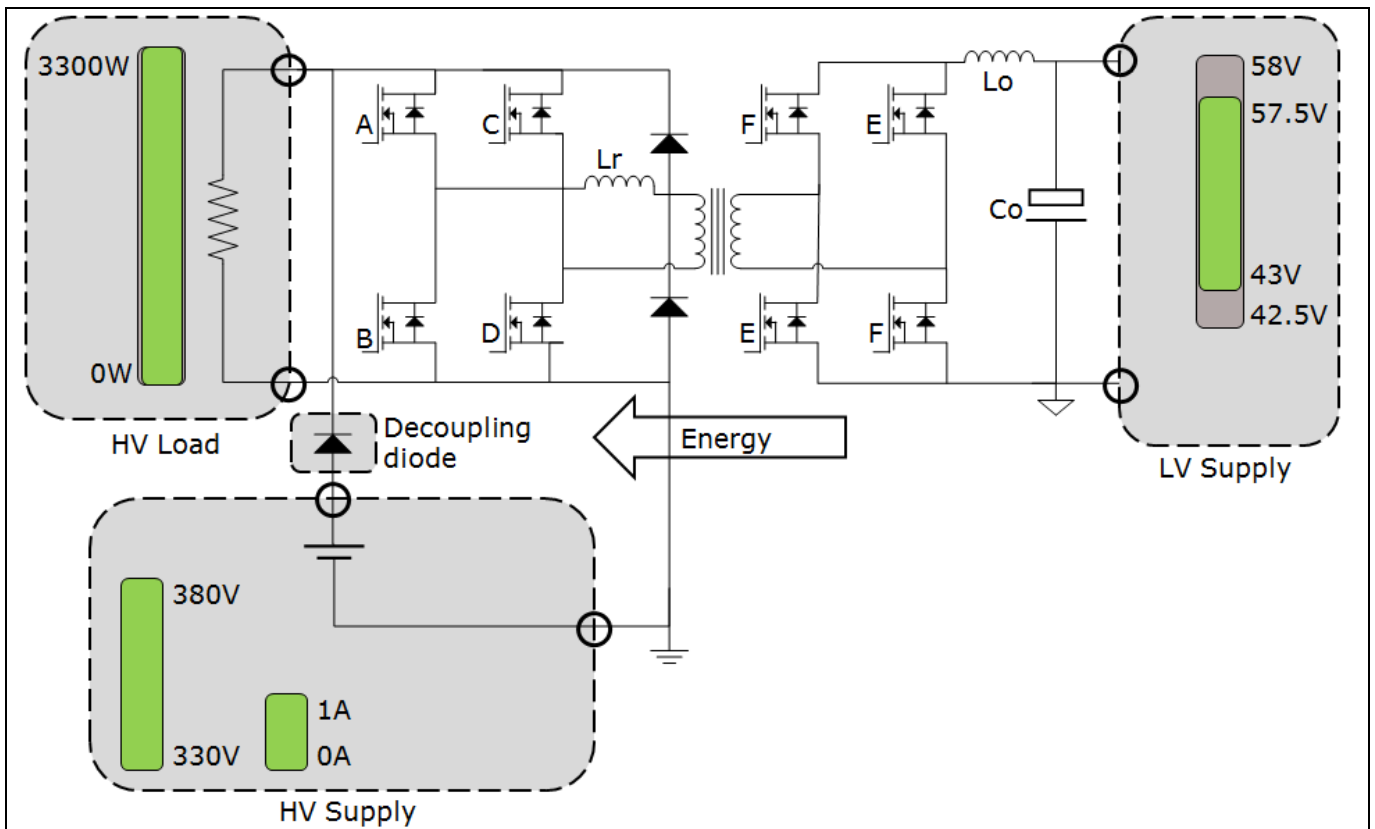 3300W
0W
HV Load
A
C
B
D
Lr
F
E
E
F
Lo
Co
58V
57.5V
43V
42.5V
LV Supply
Decoupling
diode
Energy
380V
330V
1A
0A
HV Supply